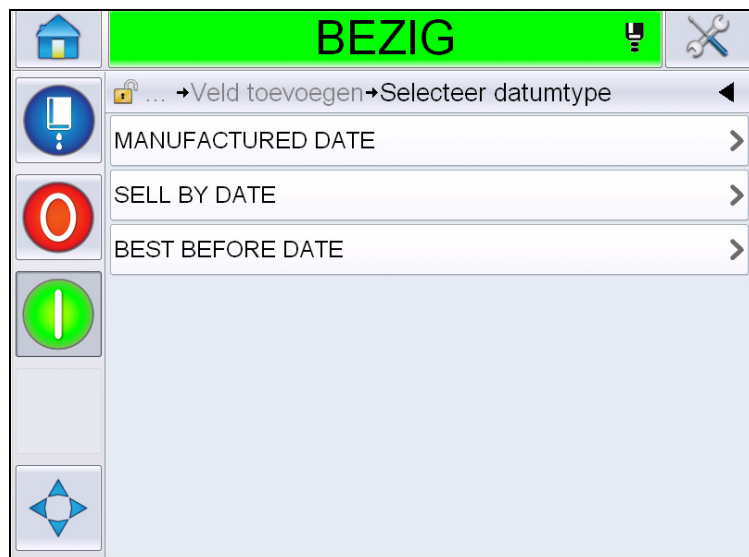 BEZIG
... →Veld toevoegen→Selecteer datumtype
MANUFACTURED DATE
SELL BY DATE
BEST BEFORE DATE